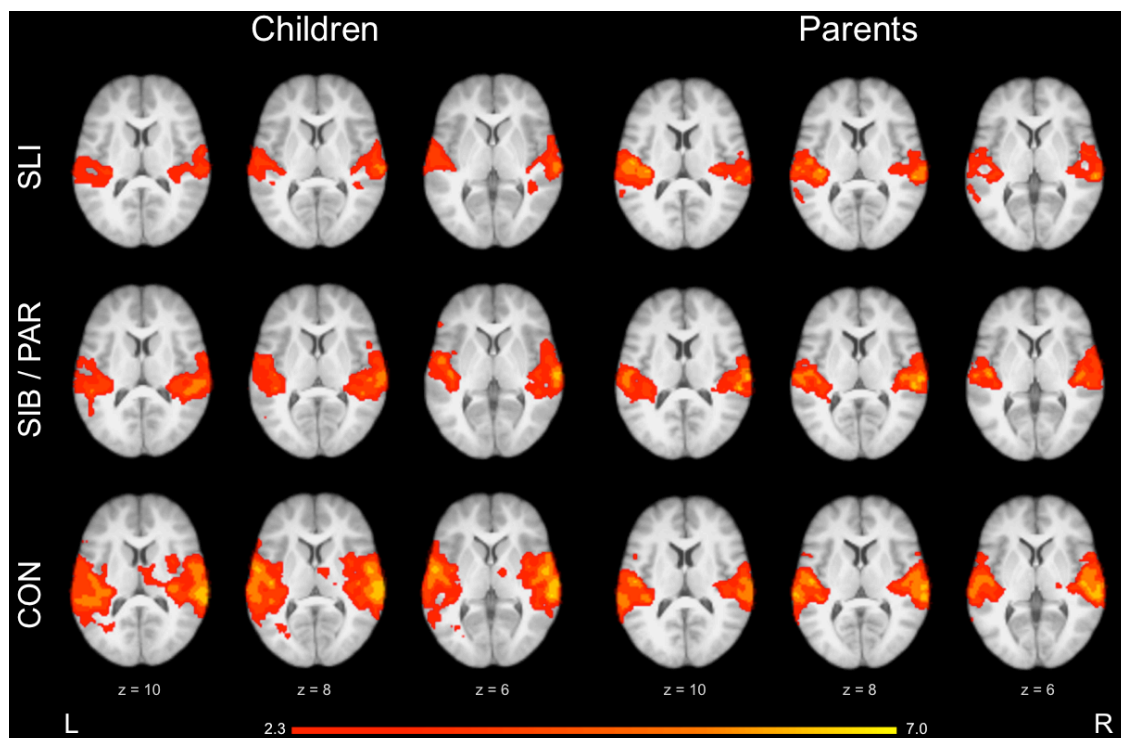 Children Parents
SLI
SIB / PAR
CON
z = 10 z = 8 z = 6 z = 10 z = 8 z = 6
L 2.3 7.0 R